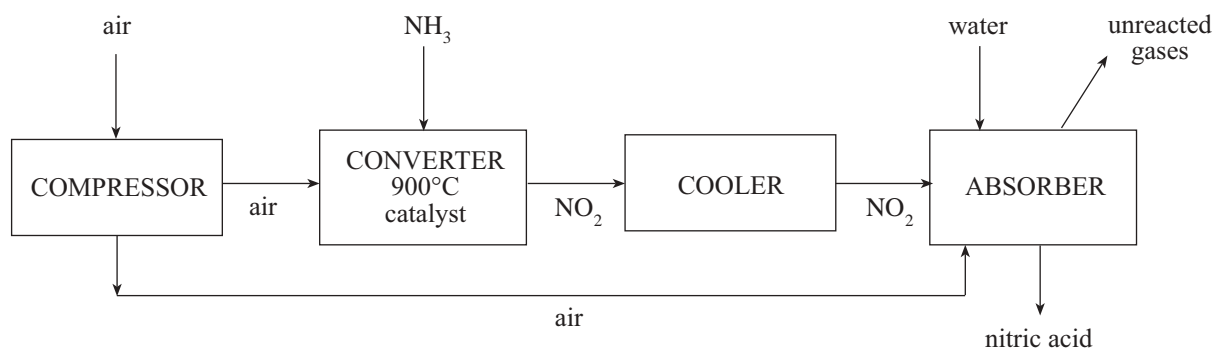 air
NH₃
water
unreacted
gases
COMPRESSOR
air
CONVERTER
900°C
catalyst
NO₂
COOLER
NO₂
ABSORBER
air
nitric acid